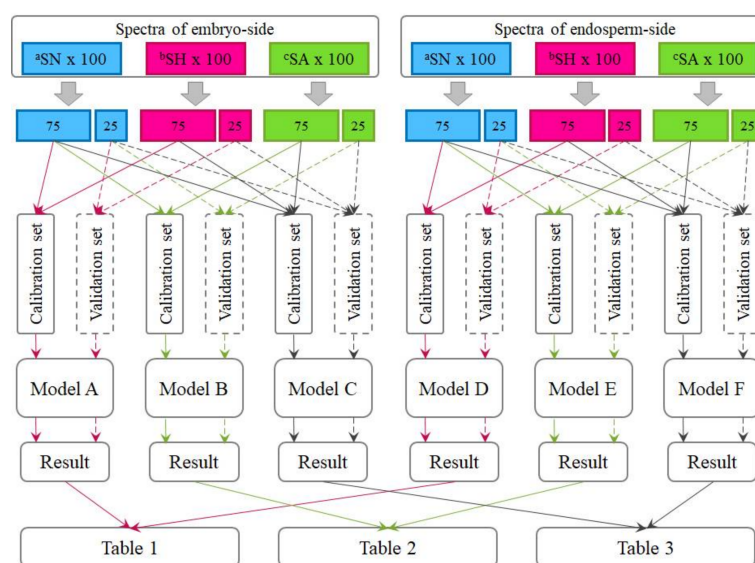 Spectra of embryo-side
Spectra of endosperm-side
ᵃSN x 100
ᵇSH x 100
ᶜSA x 100
ᵃSN x 100
ᵇSH x 100
ᶜSA x 100
75
25
75
25
75
25
75
25
75
25
75
25
Calibration set
Validation set
Calibration set
Validation set
Calibration set
Validation set
Calibration set
Validation set
Calibration set
Validation set
Calibration set
Validation set
Model A
Model B
Model C
Model D
Model E
Model F
Result
Result
Result
Result
Result
Result
Table 1
Table 2
Table 3